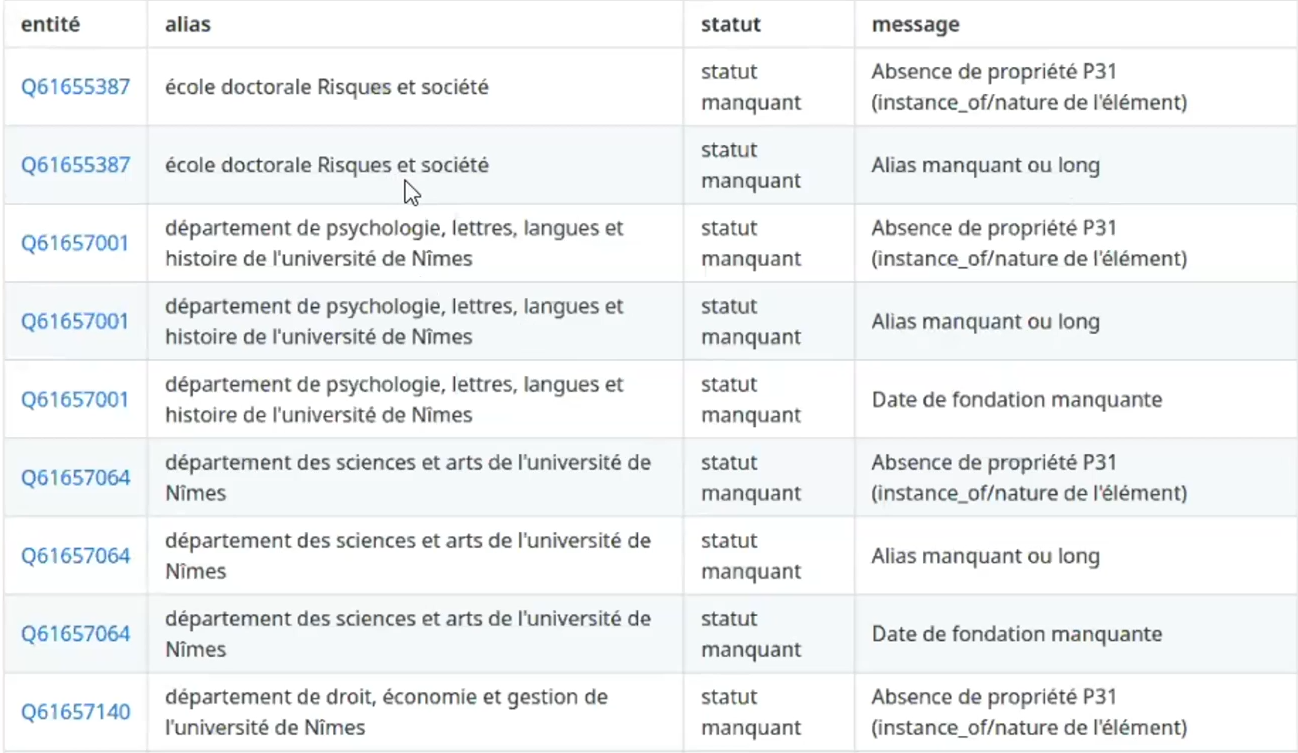 entité alias statut message
Q61655387 école doctorale Risques et société statut manquant Absence de propriété P31 (instance_of/nature de l'élément)
Q61655387 école doctorale Risques et société statut manquant Alias manquant ou long
Q61657001 département de psychologie, lettres, langues et histoire de l'université de Nîmes statut manquant Absence de propriété P31 (instance_of/nature de l'élément)
Q61657001 département de psychologie, lettres, langues et histoire de l'université de Nîmes statut manquant Alias manquant ou long
Q61657001 département de psychologie, lettres, langues et histoire de l'université de Nîmes statut manquant Date de fondation manquante
Q61657064 département des sciences et arts de l'université de Nîmes statut manquant Absence de propriété P31 (instance_of/nature de l'élément)
Q61657064 département des sciences et arts de l'université de Nîmes statut manquant Alias manquant ou long
Q61657064 département des sciences et arts de l'université de Nîmes statut manquant Date de fondation manquante
Q61657140 département de droit, économie et gestion de l'université de Nîmes statut manquant Absence de propriété P31 (instance_of/nature de l'élément)